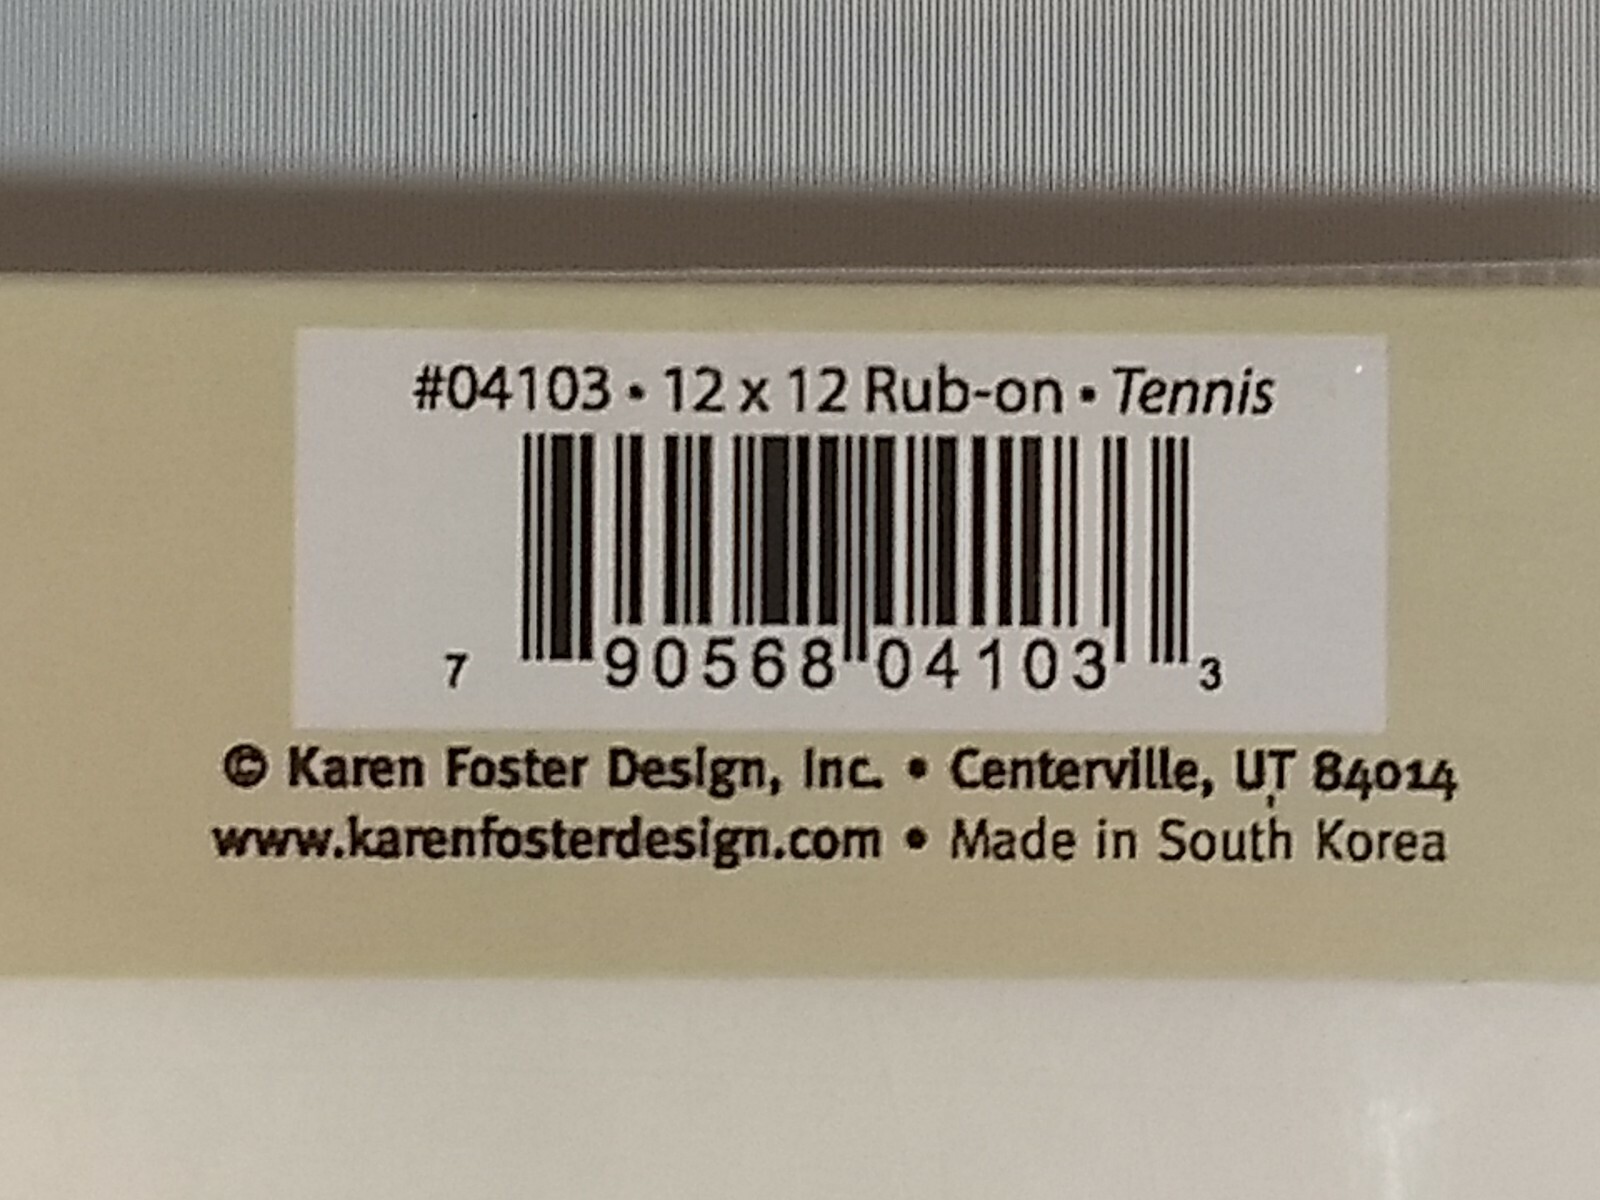 #04103 • 12 x 12 Rub-on • Tennis
7 90568 04103 3
© Karen Foster Design, Inc. • Centerville, UT 84014
www.karenfosterdesign.com • Made in South Korea